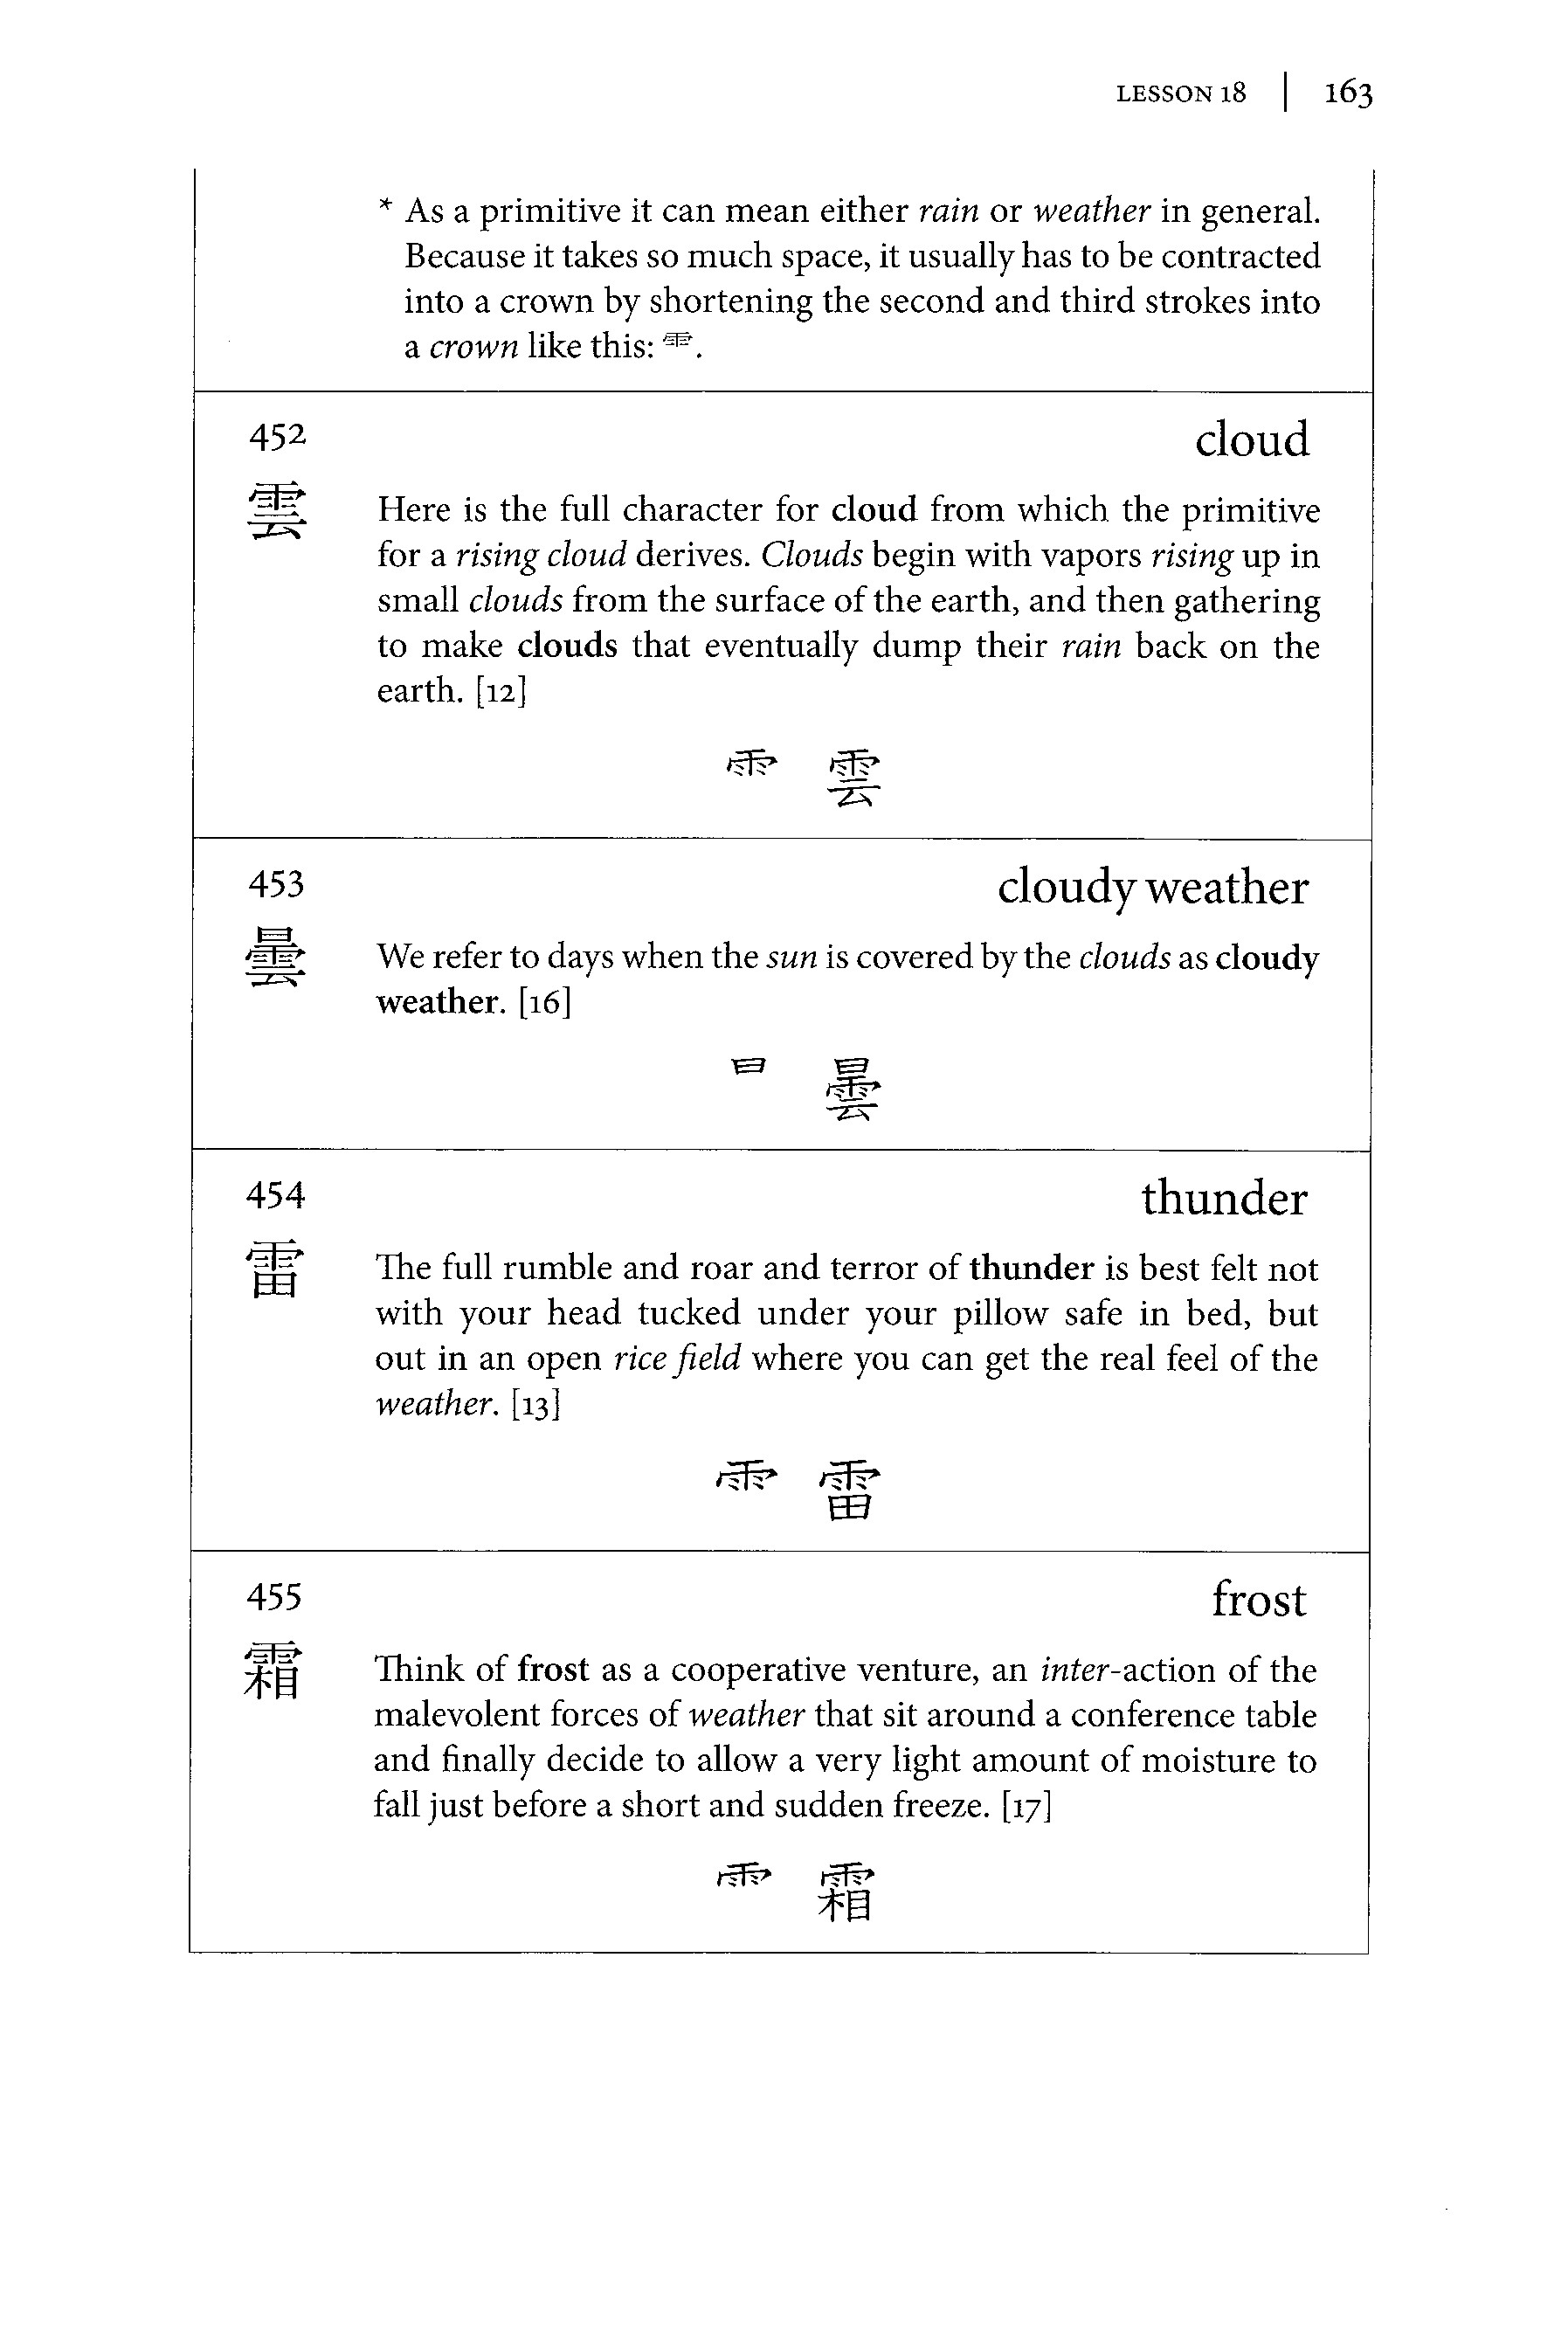 LESSON 18 | 163
* As a primitive it can mean either rain or weather in general.
Because it takes so much space, it usually has to be contracted
into a crown by shortening the second and third strokes into
a crown like this: ⻗.
452 cloud
雲 Here is the full character for cloud from which the primitive
for a rising cloud derives. Clouds begin with vapors rising up in
small clouds from the surface of the earth, and then gathering
to make clouds that eventually dump their rain back on the
earth. [12]
⻗ 雲
453 cloudy weather
曇 We refer to days when the sun is covered by the clouds as cloudy
weather. [16]
日 曇
454 thunder
雷 The full rumble and roar and terror of thunder is best felt not
with your head tucked under your pillow safe in bed, but
out in an open rice field where you can get the real feel of the
weather. [13]
⻗ 雷
455 frost
霜 Think of frost as a cooperative venture, an inter-action of the
malevolent forces of weather that sit around a conference table
and finally decide to allow a very light amount of moisture to
fall just before a short and sudden freeze. [17]
⻗ 霜